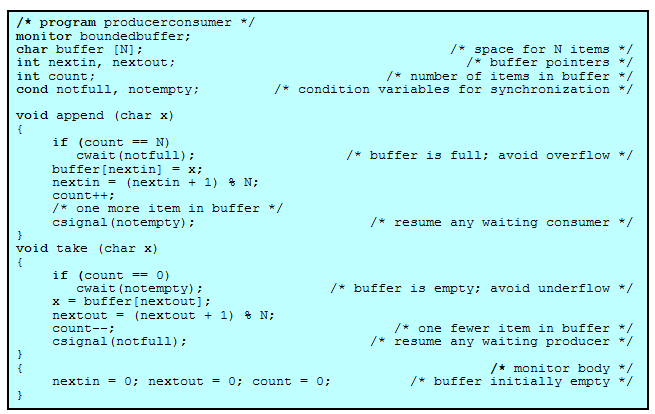 /* program producerconsumer */
monitor boundedbuffer;
char buffer [N]; /* space for N items */
int nextin, nextout; /* buffer pointers */
int count; /* number of items in buffer */
cond notfull, notempty; /* condition variables for synchronization */
void append (char x)
{
if (count == N)
cwait(notfull); /* buffer is full; avoid overflow */
buffer[nextin] = x;
nextin = (nextin + 1) % N;
count++;
/* one more item in buffer */
csignal(notempty); /* resume any waiting consumer */
}
void take (char x)
{
if (count == 0)
cwait(notempty); /* buffer is empty; avoid underflow */
x = buffer[nextout];
nextout = (nextout + 1) % N;
count--; /* one fewer item in buffer */
csignal(notfull); /* resume any waiting producer */
}
{ /* monitor body */
nextin = 0; nextout = 0; count = 0; /* buffer initially empty */
}